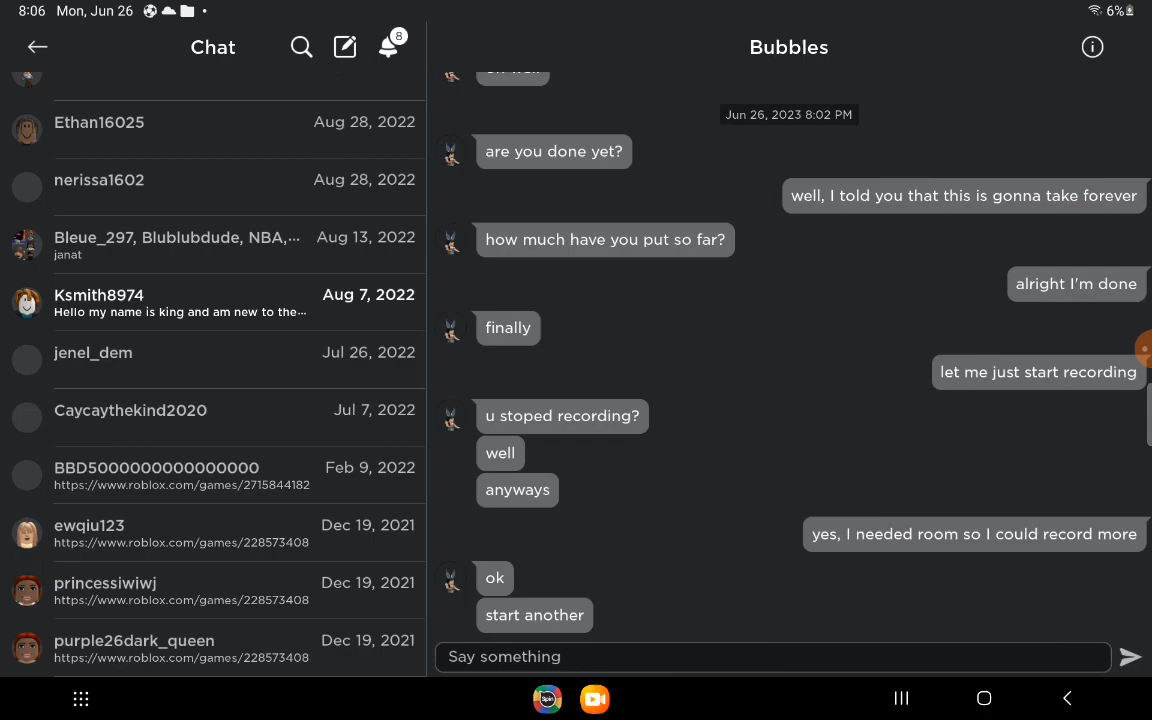 8:06 Mon, Jun 26
6%
Chat
8
Bubbles
Ethan16025
Aug 28, 2022
nerissa1602
Aug 28, 2022
Bleue_297, Blublubdude, NBA,...
Aug 13, 2022
janat
Ksmith8974
Aug 7, 2022
Hello my name is king and am new to the...
jenel_dem
Jul 26, 2022
Caycaythekind2020
Jul 7, 2022
BBD5000000000000000
Feb 9, 2022
https://www.roblox.com/games/2715844182
ewqiu123
Dec 19, 2021
https://www.roblox.com/games/228573408
princessiwiwj
Dec 19, 2021
https://www.roblox.com/games/228573408
purple26dark_queen
Dec 19, 2021
https://www.roblox.com/games/228573408
Jun 26, 2023 8:02 PM
are you done yet?
well, I told you that this is gonna take forever
how much have you put so far?
alright I'm done
finally
let me just start recording
u stoped recording?
well
anyways
yes, I needed room so I could record more
ok
start another
Say something
Spin